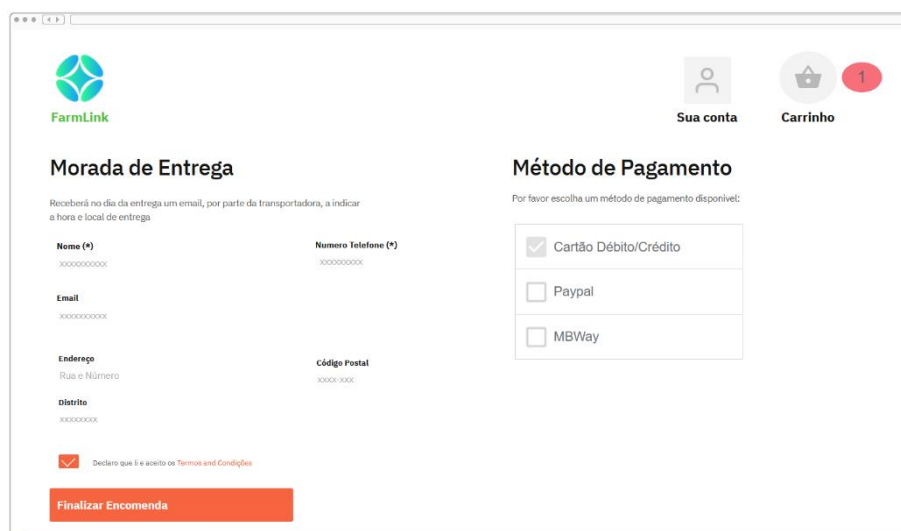 FarmLink
Sua conta
Carrinho
1
Morada de Entrega
Receberá no dia da entrega um email, por parte da transportadora, a indicar
a hora e local de entrega
Nome (*)
xxxxxxxxxx
Numero Telefone (*)
xxxxxxxxx
Email
xxxxxxxxxx
Endereço
Rua e Número
Código Postal
xxxx-xxx
Distrito
xxxxxxxx
Declaro que li e aceito os Termos and Condições
Finalizar Encomenda
Método de Pagamento
Por favor escolha um método de pagamento disponível:
Cartão Débito/Crédito
Paypal
MBWay